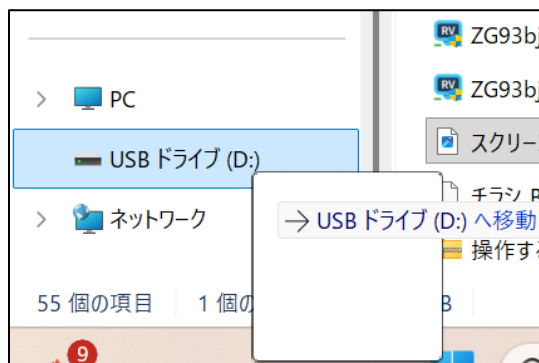 ZG93bj
PC
ZG93bj
USB ドライブ (D:)
スクリー
チラシ
ネットワーク
→ USB ドライブ (D:) へ移動
操作す
55 個の項目
1 個の
B
9